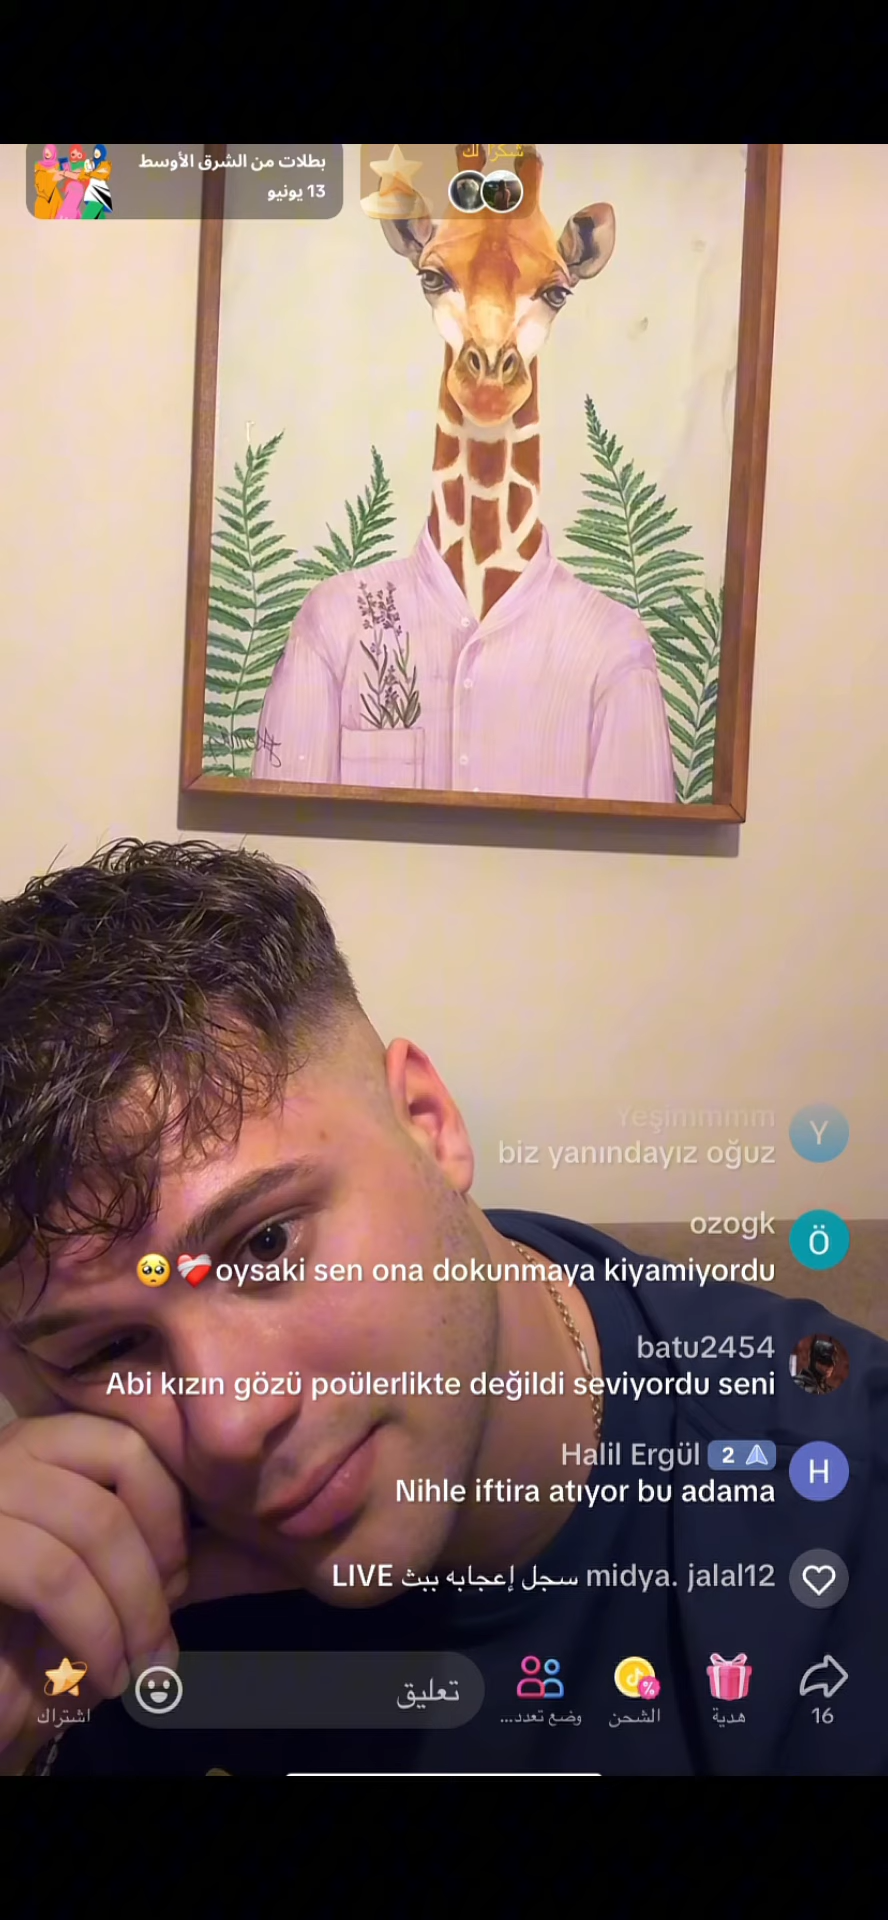 بطلات من الشرق الأوسط
13 يونيو
شكرًا لك
Yeşimmmm
biz yanındayız oğuz
ozogk
Ö
🥺❤️‍🩹oysaki sen ona dokunmaya kiyamiyordu
batu2454
Abi kızın gözü poülerlikte değildi seviyordu seni
Halil Ergül 2
H
Nihle iftira atıyor bu adama
midya. jalal12 سجل إعجابه ببث LIVE
Y
تعليق
اشتراك
وضع تعدد...
الشحن
هدية
16